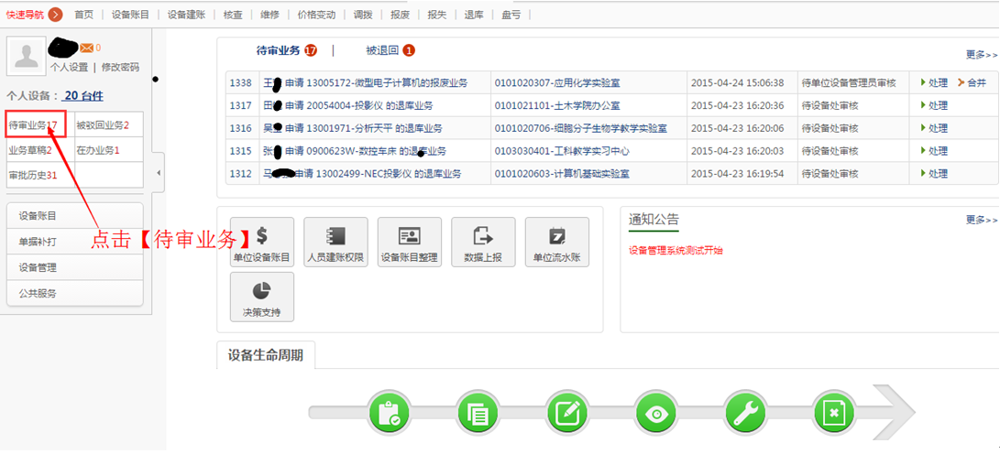 快速导航 首页 设备账目 设备建账 核查 维修 价格变动 调拨 报废 报失 退库 盘亏
0
个人设置 | 修改密码
个人设备： 20 台件
待审业务17 被驳回业务2
业务草稿2 在办业务1
审批历史31
设备账目
单据补打
设备管理
公共服务
点击【待审业务】
待审业务 17 | 被退回 1
更多>>
1338 王 申请 13005172-微型电子计算机的报废业务 0101020307-应用化学实验室 2015-04-24 15:06:38 待单位设备管理员审核 处理 合并
1317 田 申请 20054004-投影仪 的退库业务 0101021101-土木学院办公室 2015-04-23 16:20:36 待设备处审核 处理
1316 吴 申请 13001971-分析天平 的退库业务 0101020706-细胞分子生物学教学实验室 2015-04-23 16:20:06 待设备处审核 处理
1315 张 申请 0900623W-数控车床 的退库业务 0103030401-工科教学实习中心 2015-04-23 16:20:03 待设备处审核 处理
1312 马 申请 13002499-NEC投影仪 的退库业务 0101020603-计算机基础实验室 2015-04-23 16:19:54 待设备处审核 处理
单位设备账目 人员建账权限 设备账目整理 数据上报 7 单位流水账
决策支持
通知公告 更多>>
设备管理系统测试开始
设备生命周期